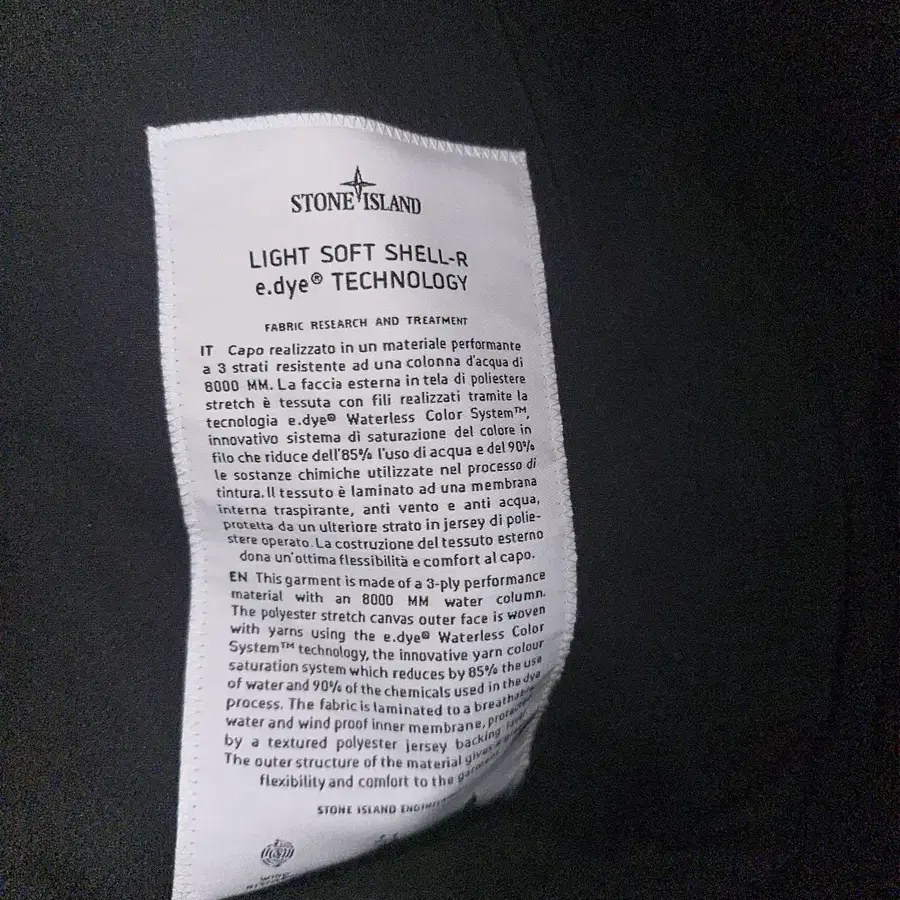 STONE ISLAND
LIGHT SOFT SHELL-R
e.dye® TECHNOLOGY
FABRIC RESEARCH AND TREATMENT
IT Capo realizzato in un materiale performante
a 3 strati resistente ad una colonna d'acqua di
8000 MM. La faccia esterna in tela di poliestere
stretch è tessuta con fili realizzati tramite la
tecnologia e.dye® Waterless Color System™,
innovativo sistema di saturazione del colore in
filo che riduce dell'85% l'uso di acqua e del 90%
le sostanze chimiche utilizzate nel processo di
tintura. Il tessuto è laminato ad una membrana
interna traspirante, anti vento e anti acqua,
protetta da un ulteriore strato in jersey di polie-
stere operato. La costruzione del tessuto esterno
dona un'ottima flessibilità e comfort al capo.
EN This garment is made of a 3-ply performance
material with an 8000 MM water column.
The polyester stretch canvas outer face is woven
with yarns using the e.dye® Waterless Color
System™ technology, the innovative yarn colour
saturation system which reduces by 85% the use
of water and 90% of the chemicals used in the dye
process. The fabric is laminated to a breathable
water and wind proof inner membrane,
by a textured polyester jersey backing layer.
The outer structure of the material gives
flexibility and comfort to the garment
STONE ISLAND